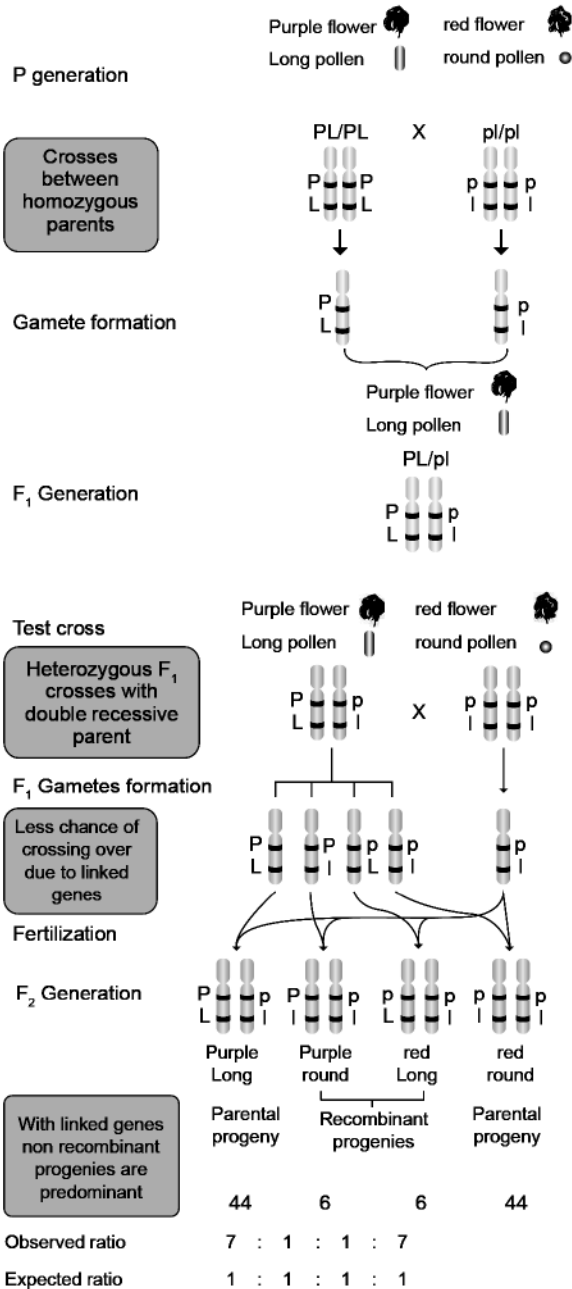 Purple flower red flower
Long pollen round pollen
P generation
PL/PL X pl/pl
Crosses
between
homozygous
parents
P P p p
L L l l
Gamete formation
P p
L l
Purple flower
Long pollen
PL/pl
F1 Generation
P p
L l
Purple flower red flower
Test cross
Long pollen round pollen
Heterozygous F1
crosses with
double recessive
parent
P p X p p
L l l l
F1 Gametes formation
Less chance of
crossing over
due to linked
genes
P P p p p
L l L l l
Fertilization
F2 Generation
P p P p p p p p
L l l l L l l l
Purple Purple red red
Long round Long round
With linked genes
non recombinant
progenies are
predominant
Parental Recombinant Parental
progeny progenies progeny
44 6 6 44
Observed ratio 7 : 1 : 1 : 7
Expected ratio 1 : 1 : 1 : 1